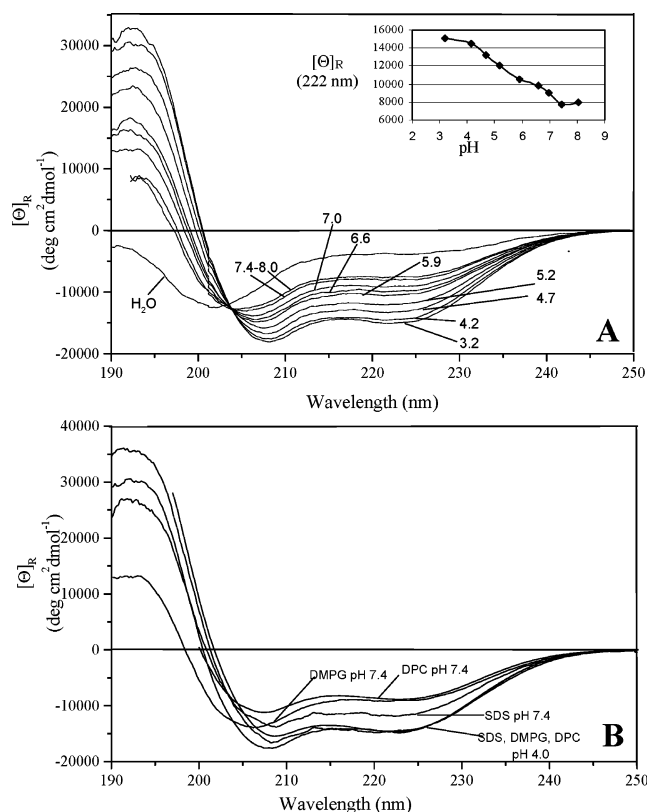 30000
20000
10000
0
-10000
-20000
[Θ]R
(deg cm2dmol-1)
190
200
210
220
230
240
250
Wavelength (nm)
H2O
7.4-8.0
7.0
6.6
5.9
5.2
4.7
4.2
3.2
A
[Θ]R
(222 nm)
16000
14000
12000
10000
8000
2
3
4
5
6
7
8
9
pH
40000
30000
20000
10000
0
-10000
-20000
[Θ]R
(deg cm2dmol-1)
190
200
210
220
230
240
250
Wavelength (nm)
DMPG pH 7.4
DPC pH 7.4
SDS pH 7.4
SDS, DMPG, DPC
pH 4.0
B